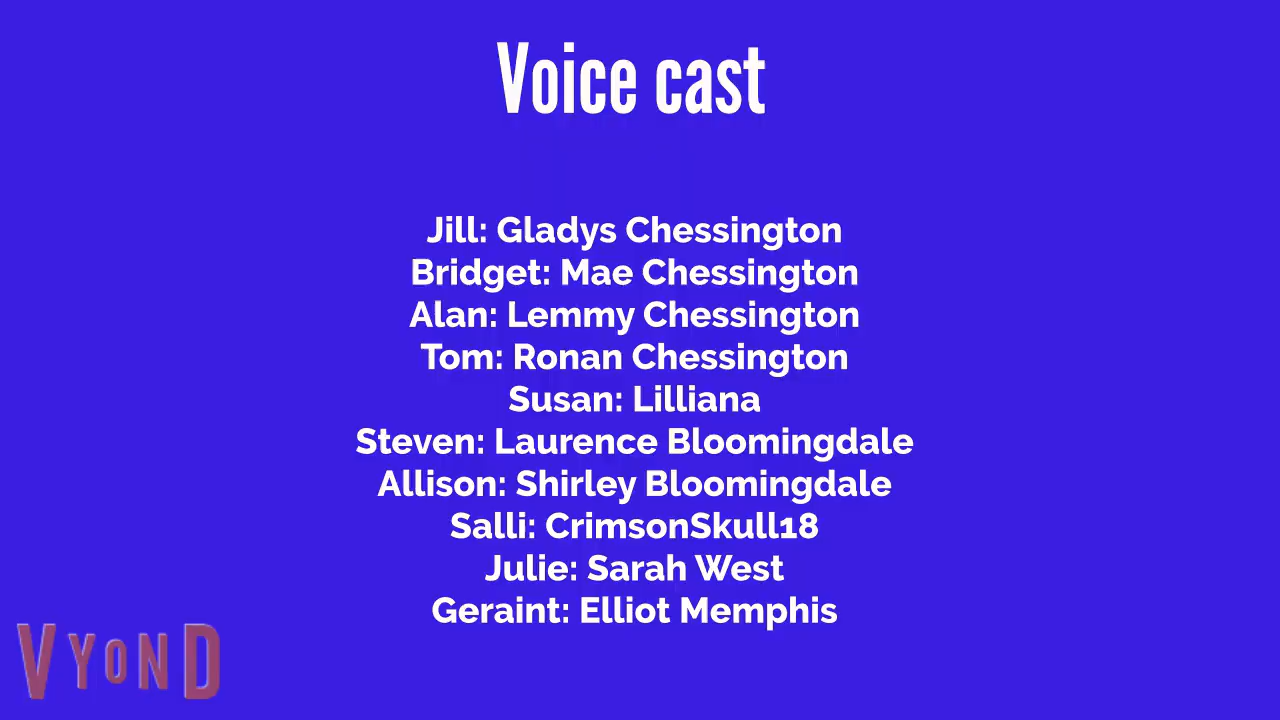 Voice cast
Jill: Gladys Chessington
Bridget: Mae Chessington
Alan: Lemmy Chessington
Tom: Ronan Chessington
Susan: Lilliana
Steven: Laurence Bloomingdale
Allison: Shirley Bloomingdale
Salli: CrimsonSkull18
Julie: Sarah West
Geraint: Elliot Memphis
VYOND